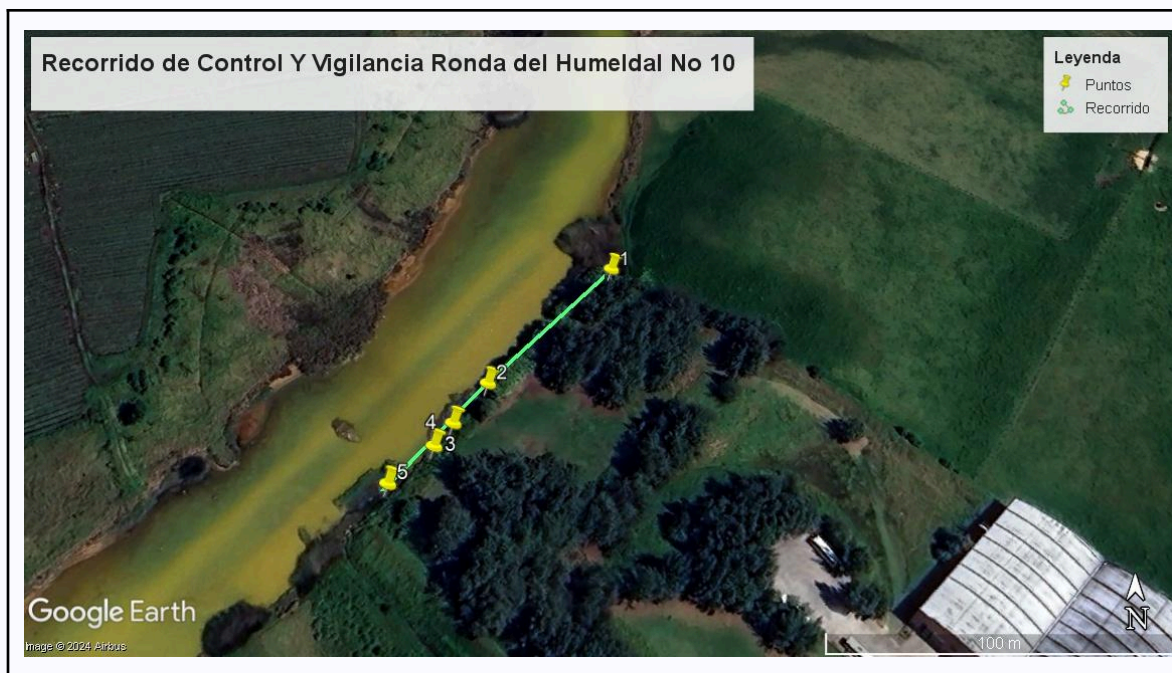 Recorrido de Control Y Vigilancia Ronda del Humeldal No 10
Leyenda
Puntos
Recorrido
1
2
4
3
5
Google Earth
Image © 2024 Airbus
N
100 m